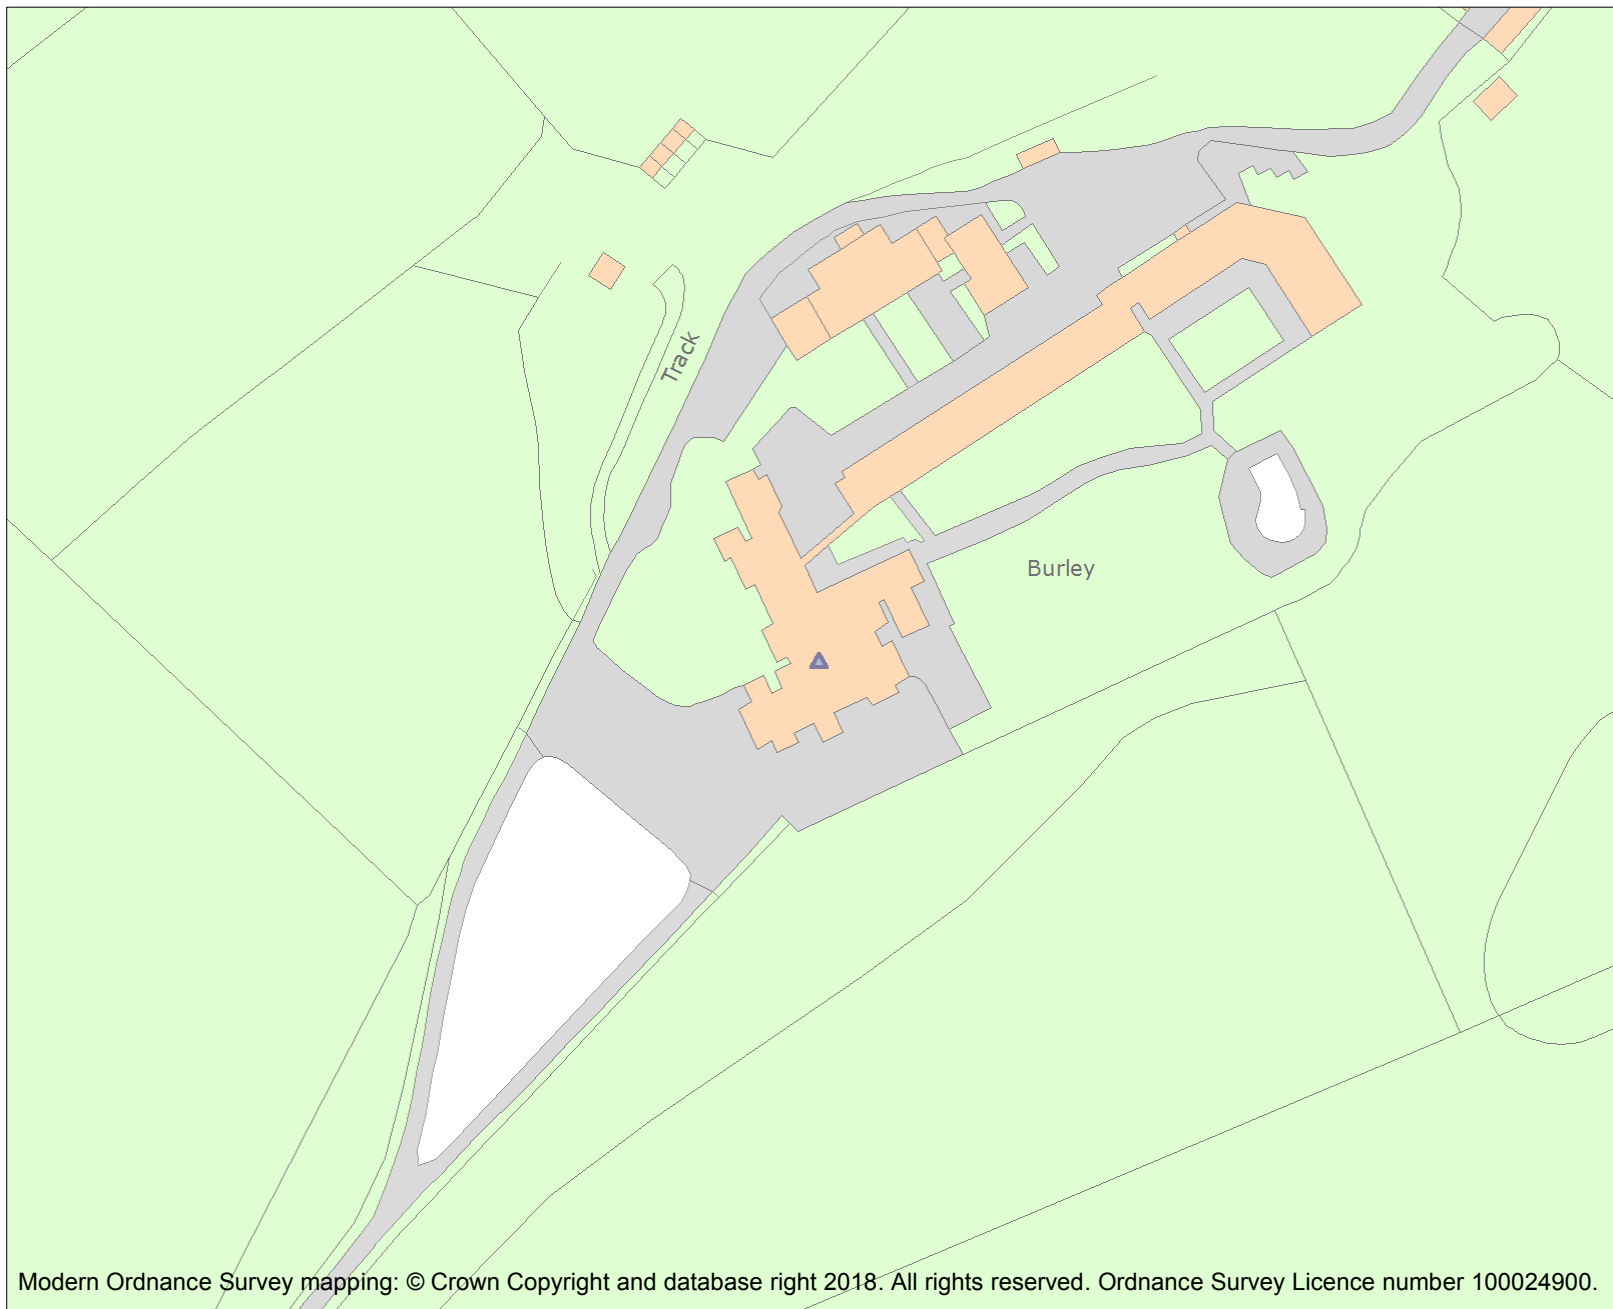 Track
Burley
Modern Ordnance Survey mapping: © Crown Copyright and database right 2018. All rights reserved. Ordnance Survey Licence number 100024900.